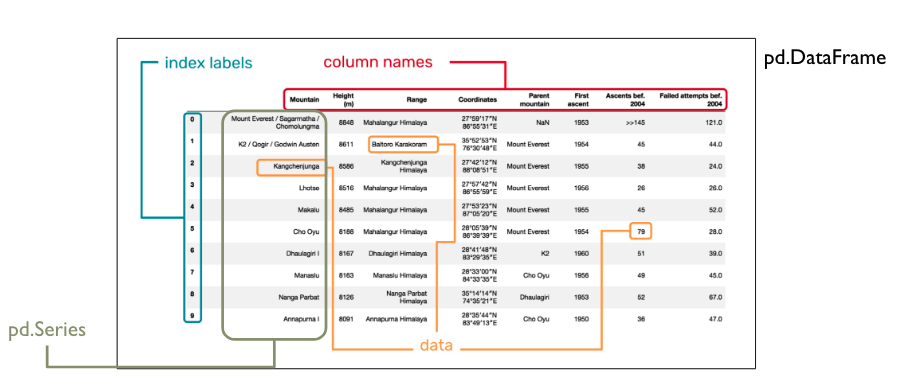 pd.DataFrame
index labels
column names
Mountain Height (m) Range Coordinates Parent mountain First ascent Ascents bef. 2004 Failed attempts bef. 2004
0 Mount Everest / Sagarmatha / Chomolungma 8848 Mahalangur Himalaya 27°59′17″N 86°55′31″E NaN 1953 >>145 121.0
1 K2 / Qogir / Godwin Austen 8611 Baltoro Karakoram 35°52′53″N 76°30′48″E Mount Everest 1954 45 44.0
2 Kangchenjunga 8586 Kangchenjunga Himalaya 27°42′12″N 88°08′51″E Mount Everest 1955 38 24.0
3 Lhotse 8516 Mahalangur Himalaya 27°57′42″N 86°55′59″E Mount Everest 1956 26 26.0
4 Makalu 8485 Mahalangur Himalaya 27°53′23″N 87°05′20″E Mount Everest 1955 45 52.0
5 Cho Oyu 8188 Mahalangur Himalaya 28°05′39″N 86°39′39″E Mount Everest 1954 79 28.0
6 Dhaulagiri I 8167 Dhaulagiri Himalaya 28°41′48″N 83°29′35″E K2 1960 51 39.0
7 Manaslu 8163 Manaslu Himalaya 28°33′00″N 84°33′35″E Cho Oyu 1956 49 45.0
8 Nanga Parbat 8126 Nanga Parbat Himalaya 35°14′14″N 74°35′21″E Dhaulagiri 1953 52 67.0
9 Annapurna I 8091 Annapurna Himalaya 28°35′44″N 83°49′13″E Cho Oyu 1950 36 47.0
pd.Series
data